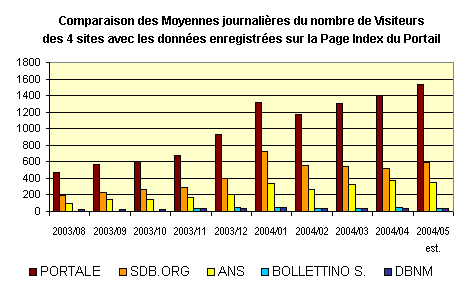 Comparaison des Moyennes journalières du nombre de Visiteurs
des 4 sites avec les données enregistrées sur la Page Index du Portail
1800
1600
1400
1200
1000
800
600
400
200
0
2003/08 2003/09 2003/10 2003/11 2003/12 2004/01 2004/02 2004/03 2004/04 2004/05
est.
PORTALE SDB.ORG ANS BOLLETTINO S. DBNM